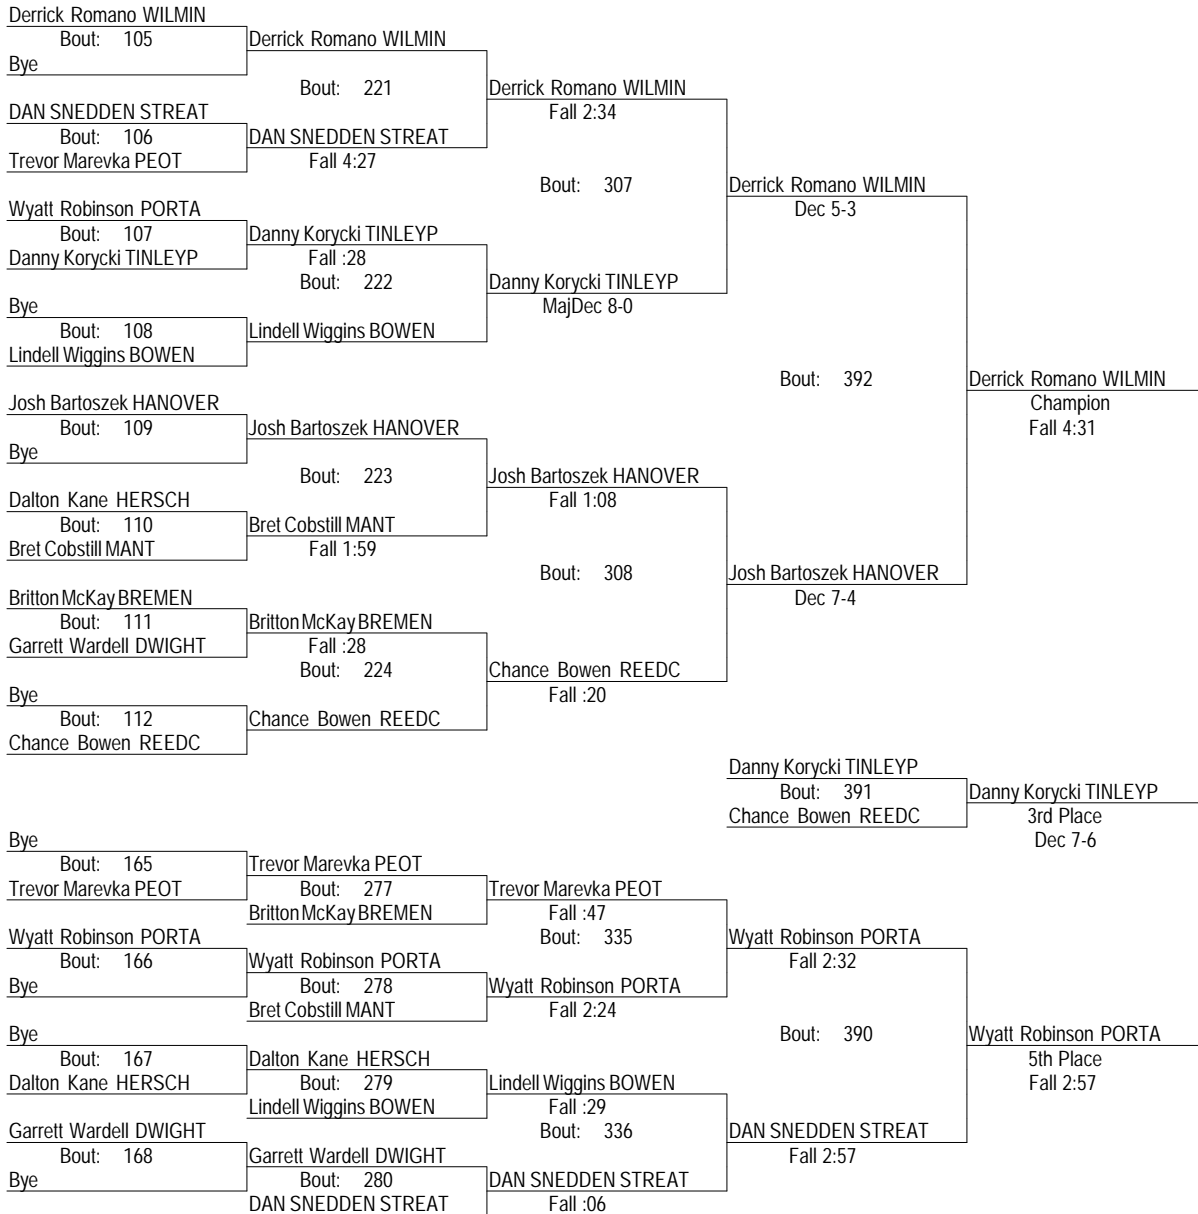 Derrick Romano WILMIN
Bout: 105
Derrick Romano WILMIN
Bye
Bout: 221
Derrick Romano WILMIN
Fall 2:34
DAN SNEDDEN STREAT
Bout: 106
DAN SNEDDEN STREAT
Trevor Marevka PEOT
Fall 4:27
Bout: 307
Derrick Romano WILMIN
Dec 5-3
Wyatt Robinson PORTA
Bout: 107
Danny Korycki TINLEYP
Danny Korycki TINLEYP
Fall :28
Bout: 222
Danny Korycki TINLEYP
MajDec 8-0
Bye
Bout: 108
Lindell Wiggins BOWEN
Lindell Wiggins BOWEN
Bout: 392
Derrick Romano WILMIN
Champion
Fall 4:31
Josh Bartoszek HANOVER
Bout: 109
Josh Bartoszek HANOVER
Bye
Bout: 223
Josh Bartoszek HANOVER
Fall 1:08
Dalton Kane HERSCH
Bout: 110
Bret Cobstill MANT
Bret Cobstill MANT
Fall 1:59
Bout: 308
Josh Bartoszek HANOVER
Dec 7-4
Britton McKay BREMEN
Bout: 111
Britton McKay BREMEN
Garrett Wardell DWIGHT
Fall :28
Bout: 224
Chance Bowen REEDC
Fall :20
Bye
Bout: 112
Chance Bowen REEDC
Chance Bowen REEDC
Danny Korycki TINLEYP
Bout: 391
Danny Korycki TINLEYP
Chance Bowen REEDC
3rd Place
Dec 7-6
Bye
Bout: 165
Trevor Marevka PEOT
Trevor Marevka PEOT
Bout: 277
Trevor Marevka PEOT
Britton McKay BREMEN
Fall :47
Bout: 335
Wyatt Robinson PORTA
Fall 2:32
Wyatt Robinson PORTA
Bout: 166
Wyatt Robinson PORTA
Bye
Bout: 278
Wyatt Robinson PORTA
Bret Cobstill MANT
Fall 2:24
Bye
Bout: 390
Wyatt Robinson PORTA
5th Place
Fall 2:57
Bout: 167
Dalton Kane HERSCH
Dalton Kane HERSCH
Bout: 279
Lindell Wiggins BOWEN
Lindell Wiggins BOWEN
Fall :29
Bout: 336
DAN SNEDDEN STREAT
Fall 2:57
Garrett Wardell DWIGHT
Bout: 168
Garrett Wardell DWIGHT
Bye
Bout: 280
DAN SNEDDEN STREAT
DAN SNEDDEN STREAT
Fall :06